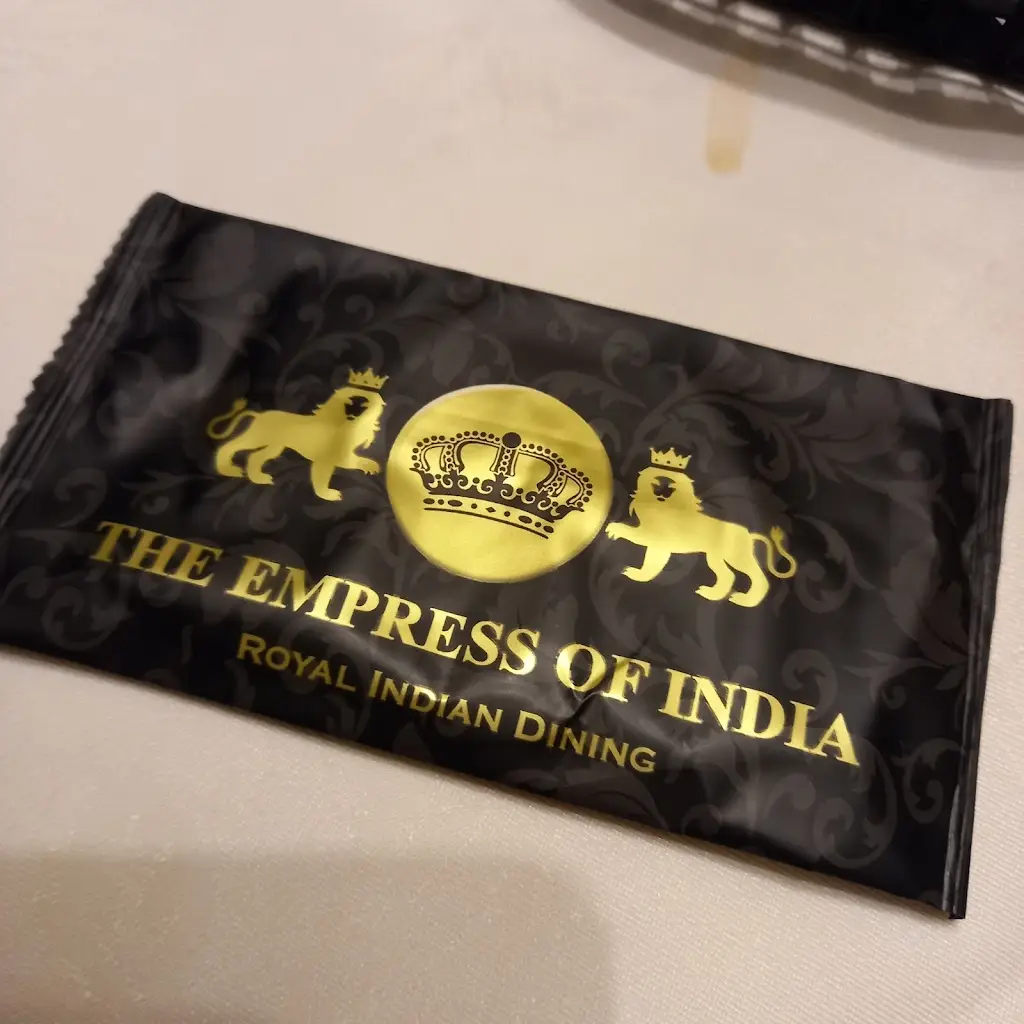 THE EMPRESS OF INDIA
ROYAL INDIAN DINING